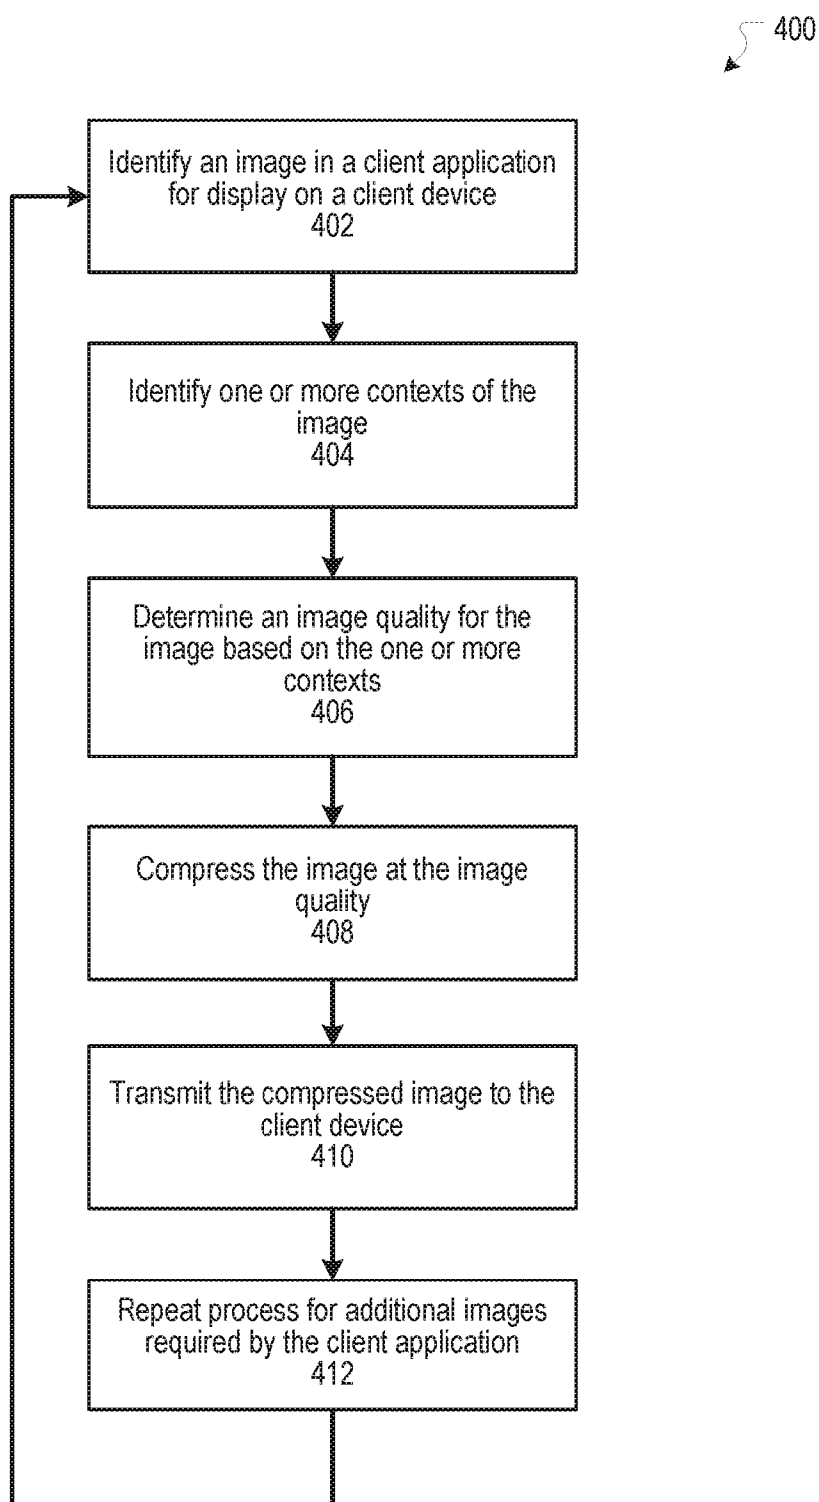 400
Identify an image in a client application
for display on a client device
402
Identify one or more contexts of the
image
404
Determine an image quality for the
image based on the one or more
contexts
406
Compress the image at the image
quality
408
Transmit the compressed image to the
client device
410
Repeat process for additional images
required by the client application
412